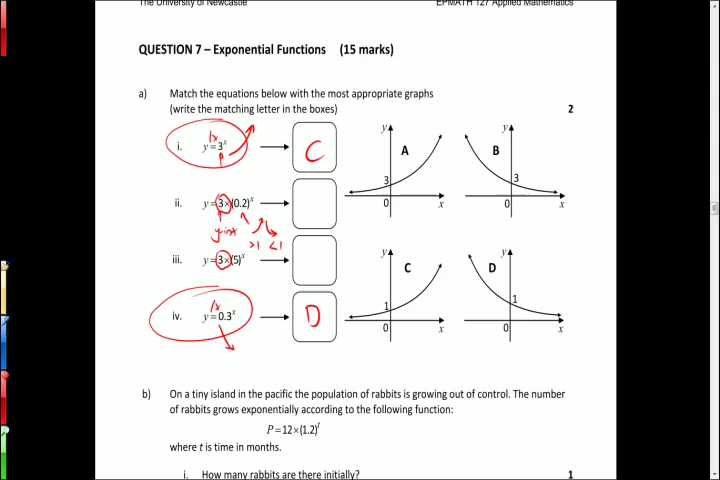 The University of Newcastle EPMATH 127 Applied Mathematics
QUESTION 7 – Exponential Functions (15 marks)
a) Match the equations below with the most appropriate graphs
(write the matching letter in the boxes) 2
i. y = 3ˣ
1x
C
ii. y = 3×(0.2)ˣ
y-int
>1 <1
iii. y = 3×(5)ˣ
iv. y = 0.3ˣ
1x
D
y A 3 0 x
y B 3 0 x
y C 1 0 x
y D 1 0 x
b) On a tiny island in the pacific the population of rabbits is growing out of control. The number
of rabbits grows exponentially according to the following function:
P = 12×(1.2)ᵗ
where t is time in months.
i. How many rabbits are there initially? 1